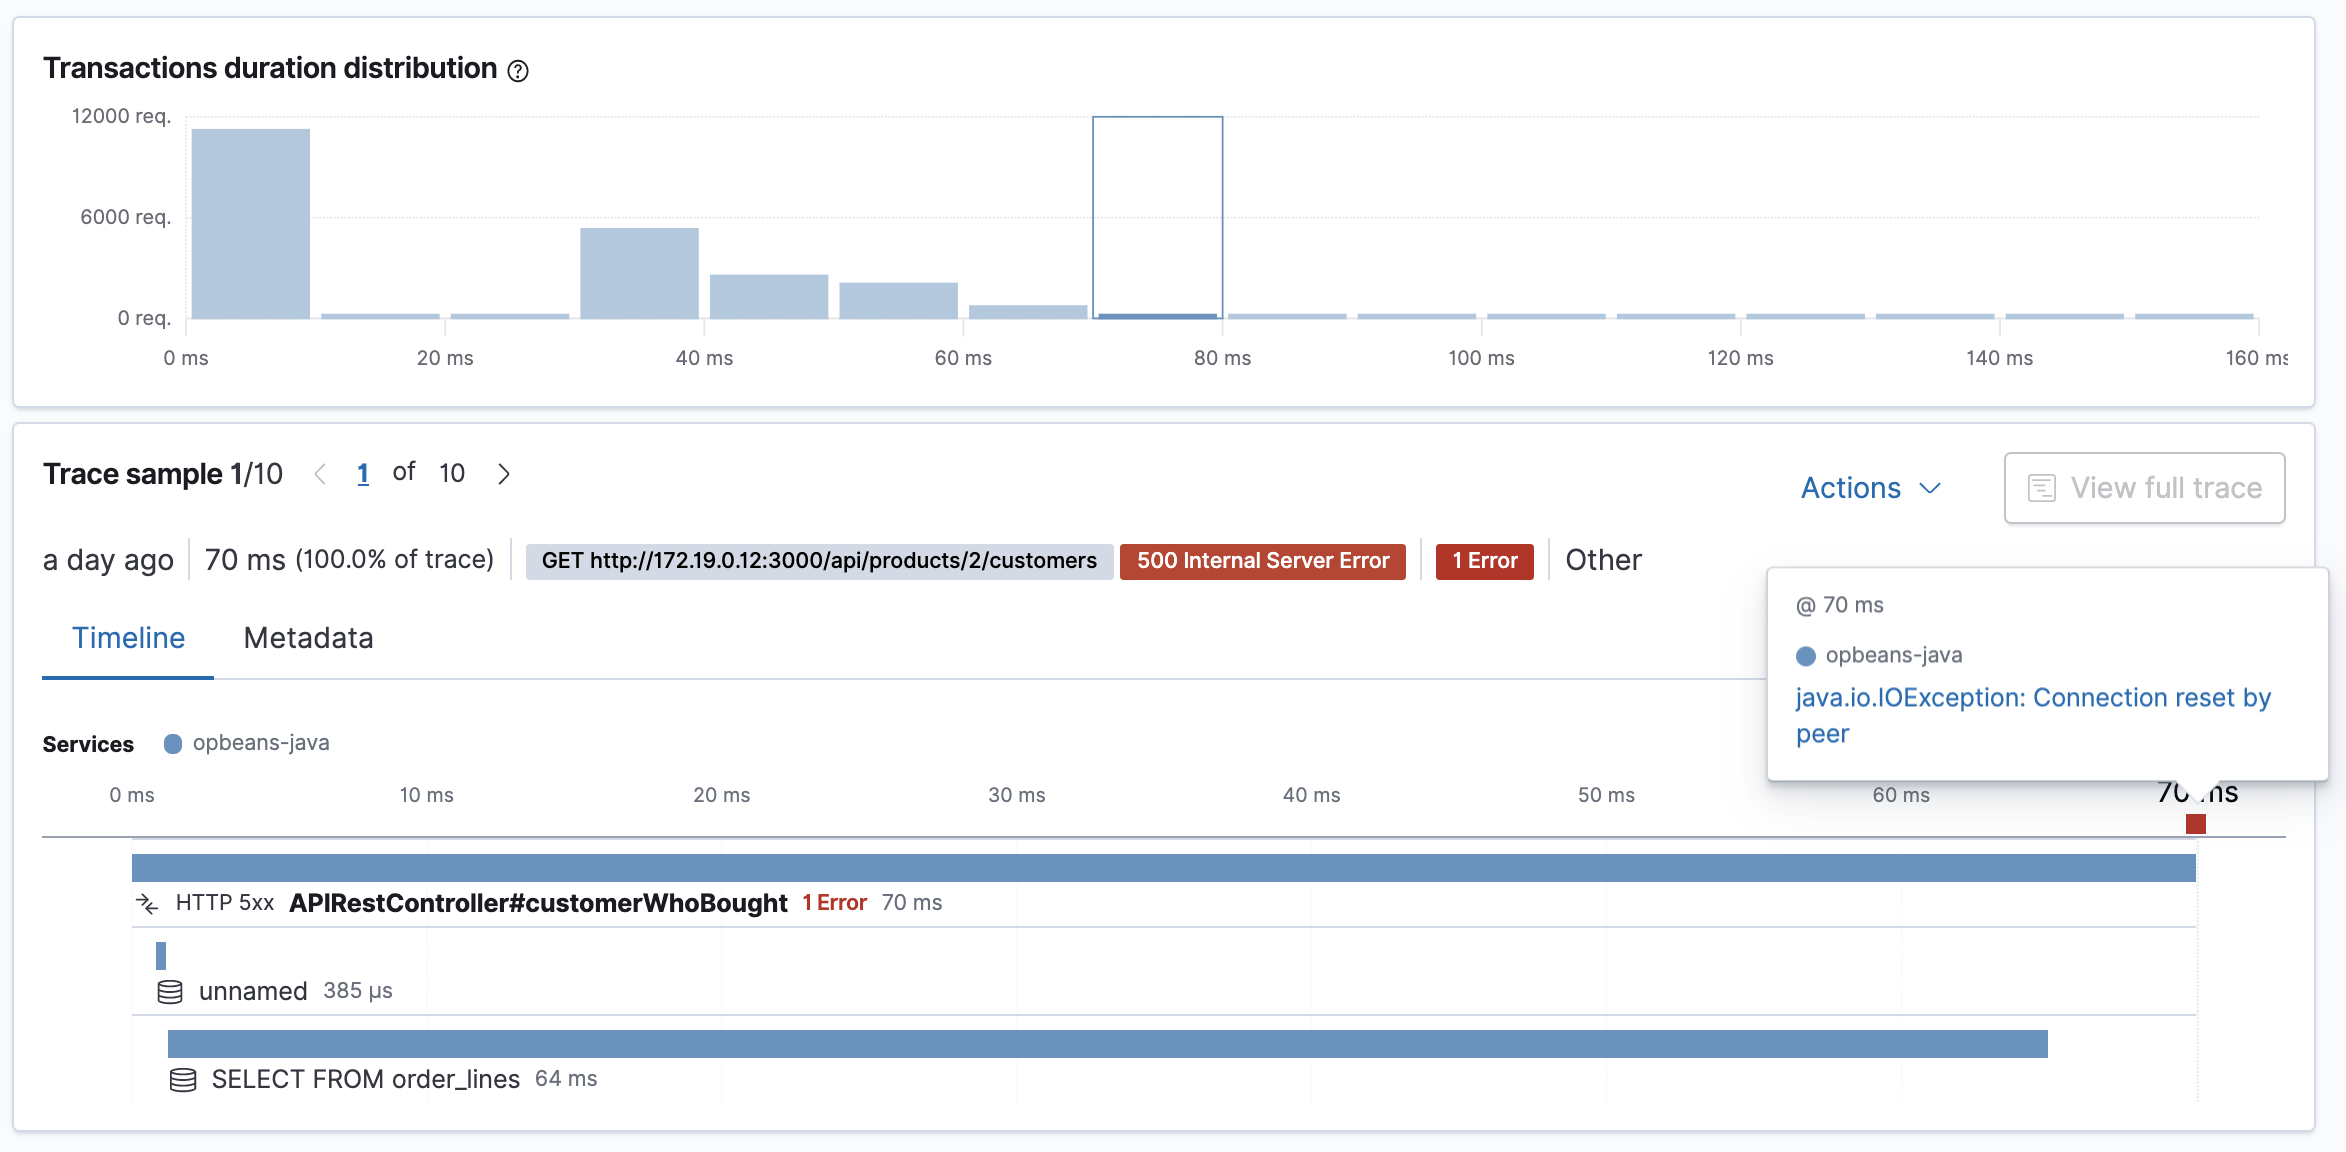 Transactions duration distribution
12000 req.
6000 req.
0 req.
0 ms 20 ms 40 ms 60 ms 80 ms 100 ms 120 ms 140 ms 160 ms
Trace sample 1/10 1 of 10
Actions View full trace
a day ago 70 ms (100.0% of trace) GET http://172.19.0.12:3000/api/products/2/customers 500 Internal Server Error 1 Error Other
@ 70 ms
opbeans-java
java.io.IOException: Connection reset by
peer
Timeline Metadata
Services opbeans-java
0 ms 10 ms 20 ms 30 ms 40 ms 50 ms 60 ms 70 ms
HTTP 5xx APIRestController#customerWhoBought 1 Error 70 ms
unnamed 385 μs
SELECT FROM order_lines 64 ms